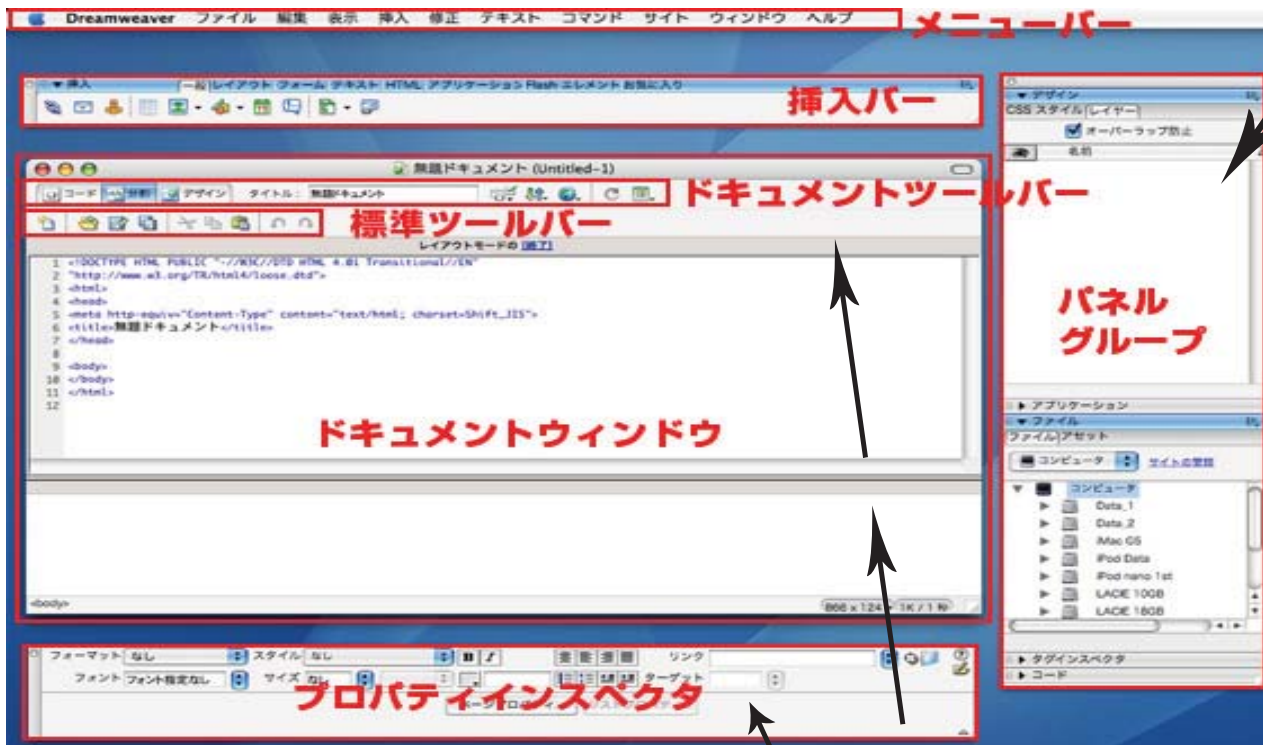 Dreamweaver ファイル 編集 表示 挿入 修正 テキスト コマンド サイト ウィンドウ ヘルプ
メニューバー
▼挿入 一般 レイアウト フォーム テキスト HTML アプリケーション Flash エレメント お気に入り
挿入バー
▼デザイン
CSS スタイル レイヤー
オーバーラップ防止
名前
無題ドキュメント (Untitled-1)
コード 分割 デザイン タイトル: 無題ドキュメント
ドキュメントツールバー
標準ツールバー
レイアウトモードの [終了]
1 <!DOCTYPE HTML PUBLIC "-//W3C//DTD HTML 4.01 Transitional//EN"
2 "http://www.w3.org/TR/html4/loose.dtd">
3 <html>
4 <head>
5 <meta http-equiv="Content-Type" content="text/html; charset=Shift_JIS">
6 <title>無題ドキュメント</title>
7 </head>
8
9 <body>
10 </body>
11 </html>
12
ドキュメントウィンドウ
パネル
グループ
アプリケーション
▼ファイル
ファイル アセット
コンピュータ サイトの管理
コンピュータ
Data_1
Data_2
iMac G5
iPod Data
iPod nano 1st
LACIE 10GB
LACIE 18GB
タグインスペクタ
コード
<body>
866 x 124 1K / 1 秒
フォーマット なし スタイル なし B I リンク
フォント フォント指定なし サイズ なし ターゲット
プロパティインスペクタ